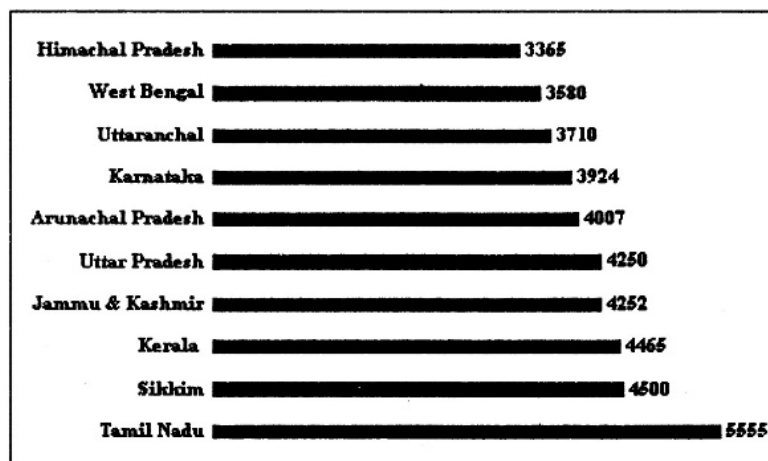 Himachal Pradesh 3365
West Bengal 3580
Uttaranchal 3710
Karnataka 3924
Arunachal Pradesh 4007
Uttar Pradesh 4250
Jammu & Kashmir 4252
Kerala 4465
Sikkim 4500
Tamil Nadu 5555